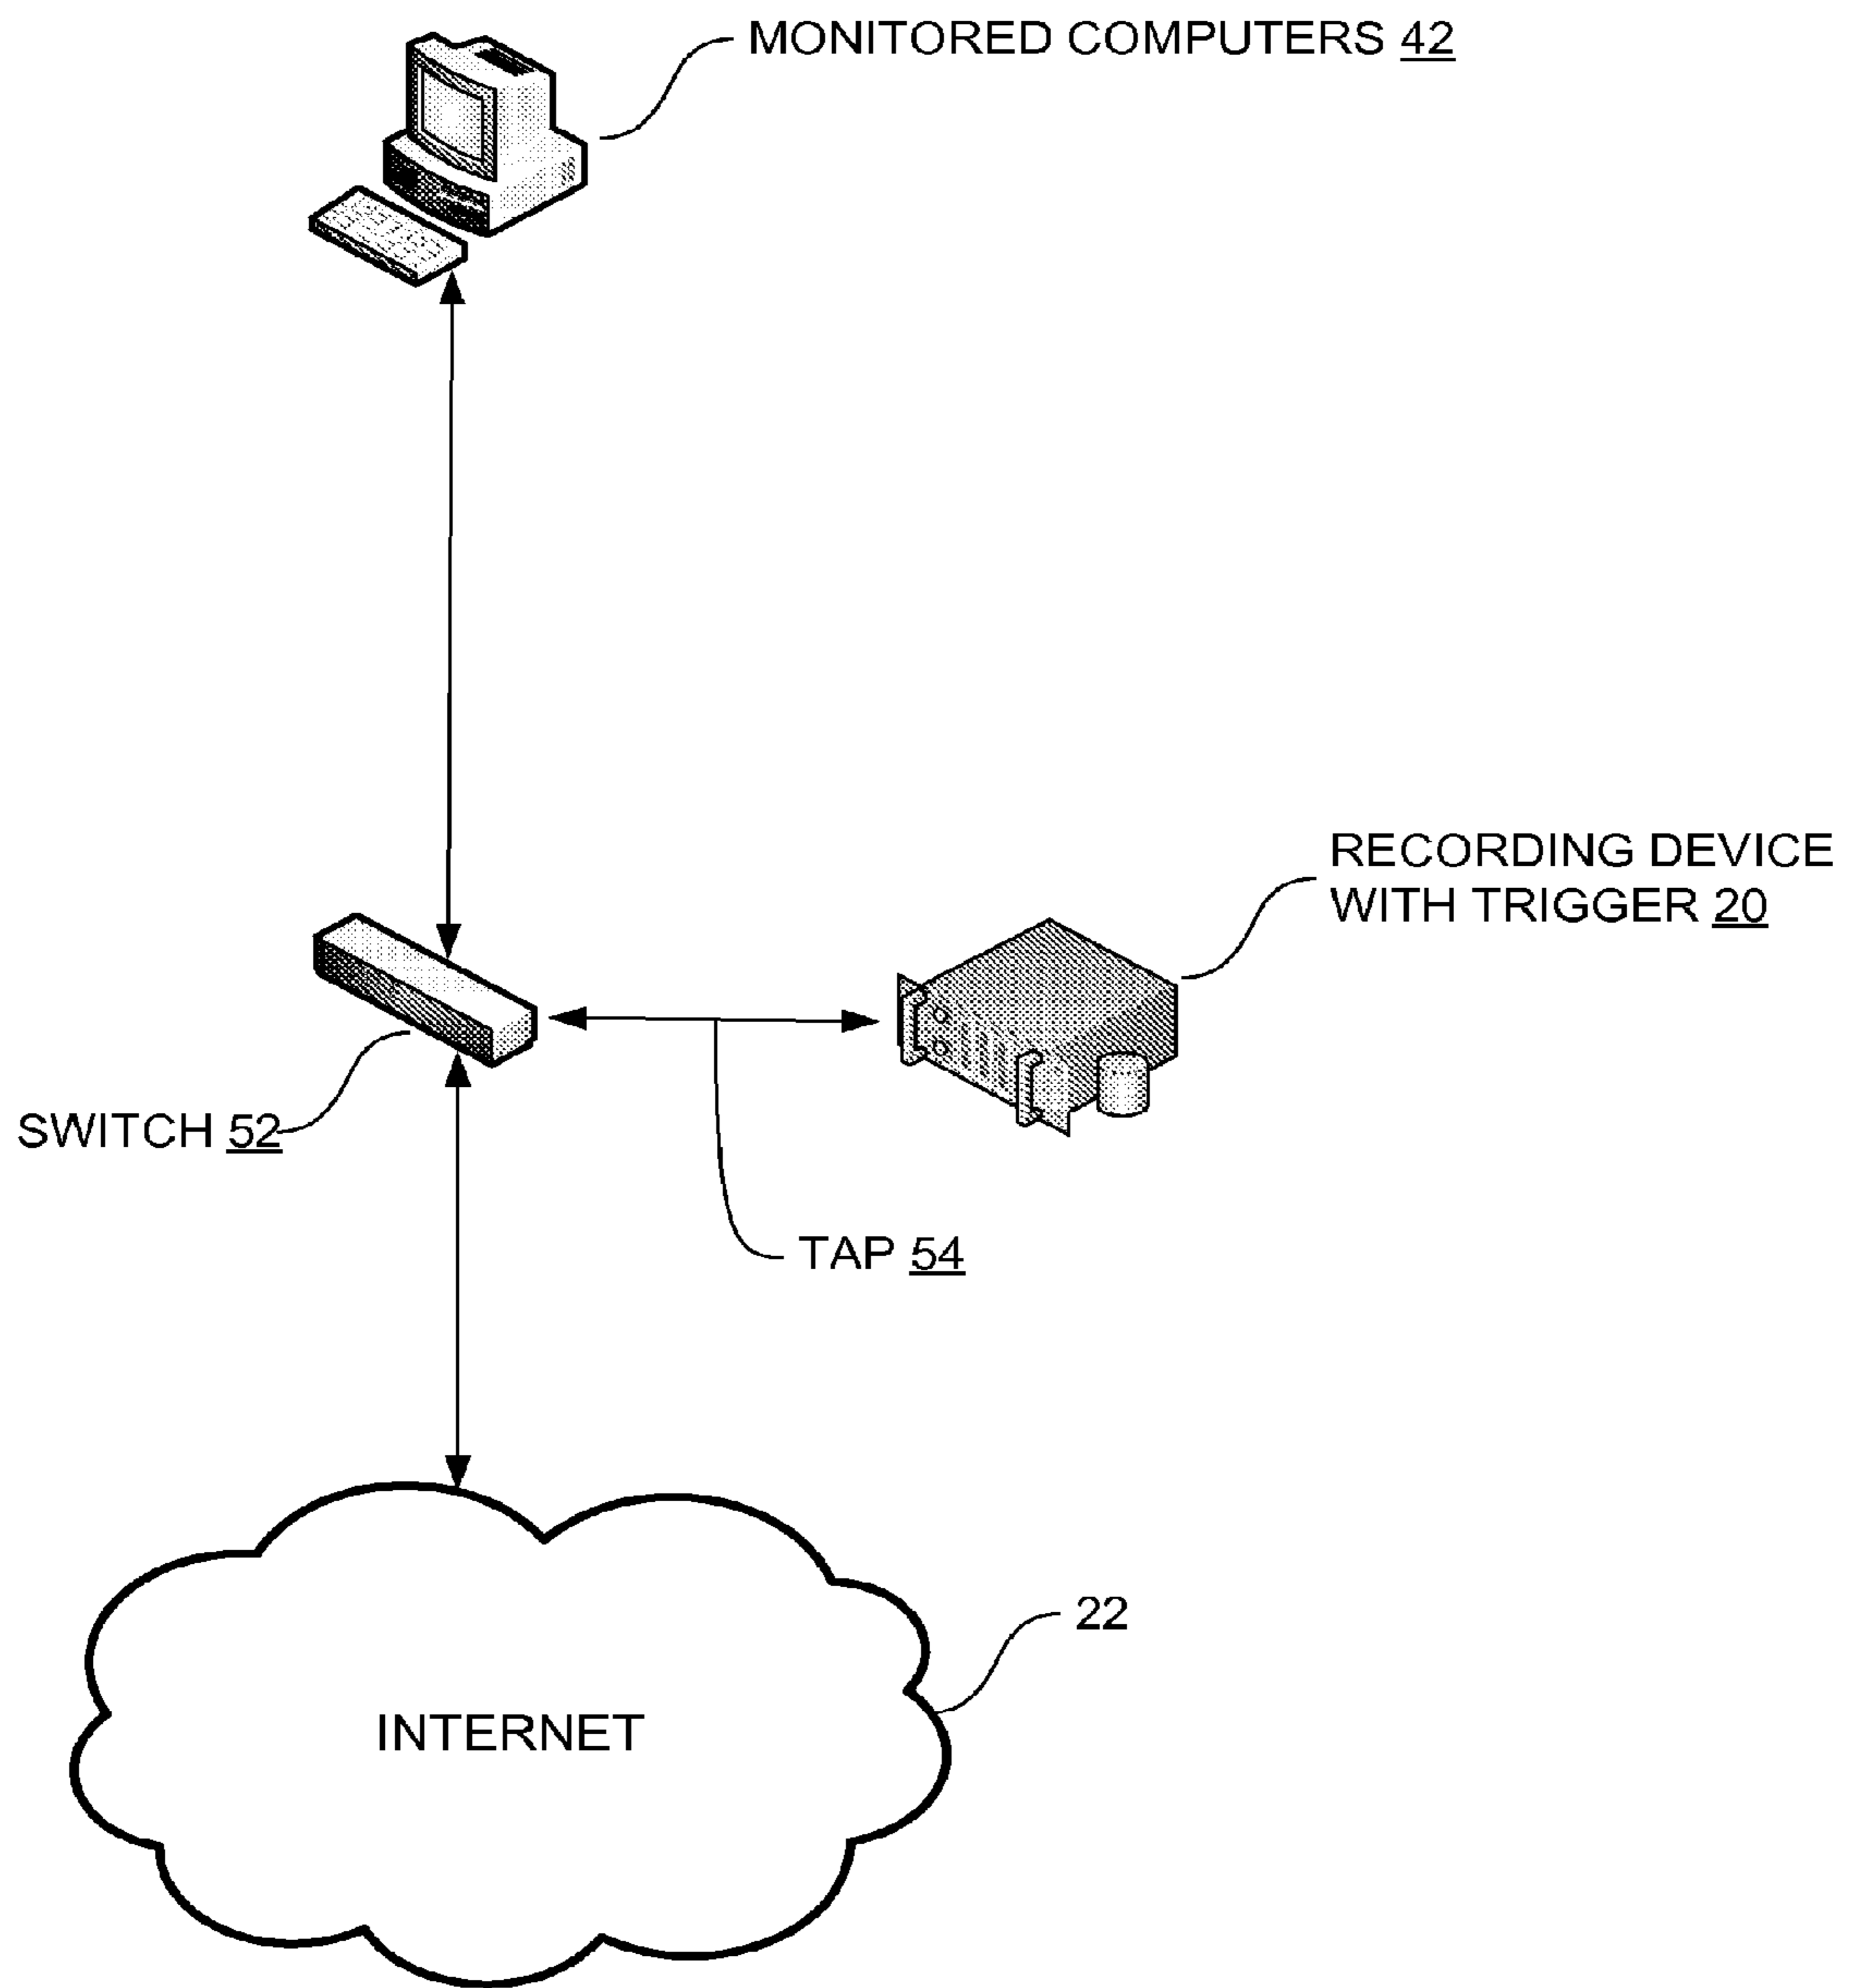 MONITORED COMPUTERS 42
RECORDING DEVICE
WITH TRIGGER 20
SWITCH 52
TAP 54
22
INTERNET